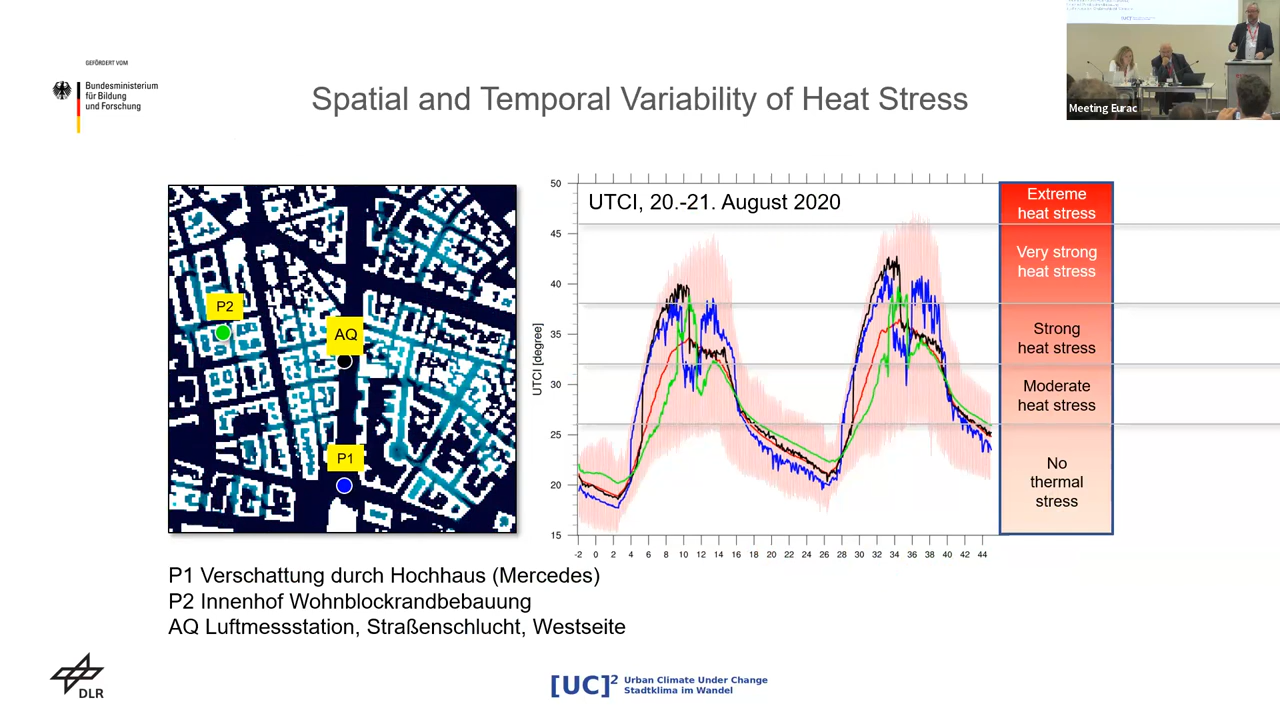 GEFÖRDERT VOM
Bundesministerium
für Bildung
und Forschung
Spatial and Temporal Variability of Heat Stress
Meeting Eurac
P2
AQ
P1
UTCI, 20.-21. August 2020
UTCI [degree]
50
45
40
35
30
25
20
15
-2 0 2 4 6 8 10 12 14 16 18 20 22 24 26 28 30 32 34 36 38 40 42 44
Extreme
heat stress
Very strong
heat stress
Strong
heat stress
Moderate
heat stress
No
thermal
stress
P1 Verschattung durch Hochhaus (Mercedes)
P2 Innenhof Wohnblockrandbebauung
AQ Luftmessstation, Straßenschlucht, Westseite
DLR
[UC]² Urban Climate Under Change
Stadtklima im Wandel